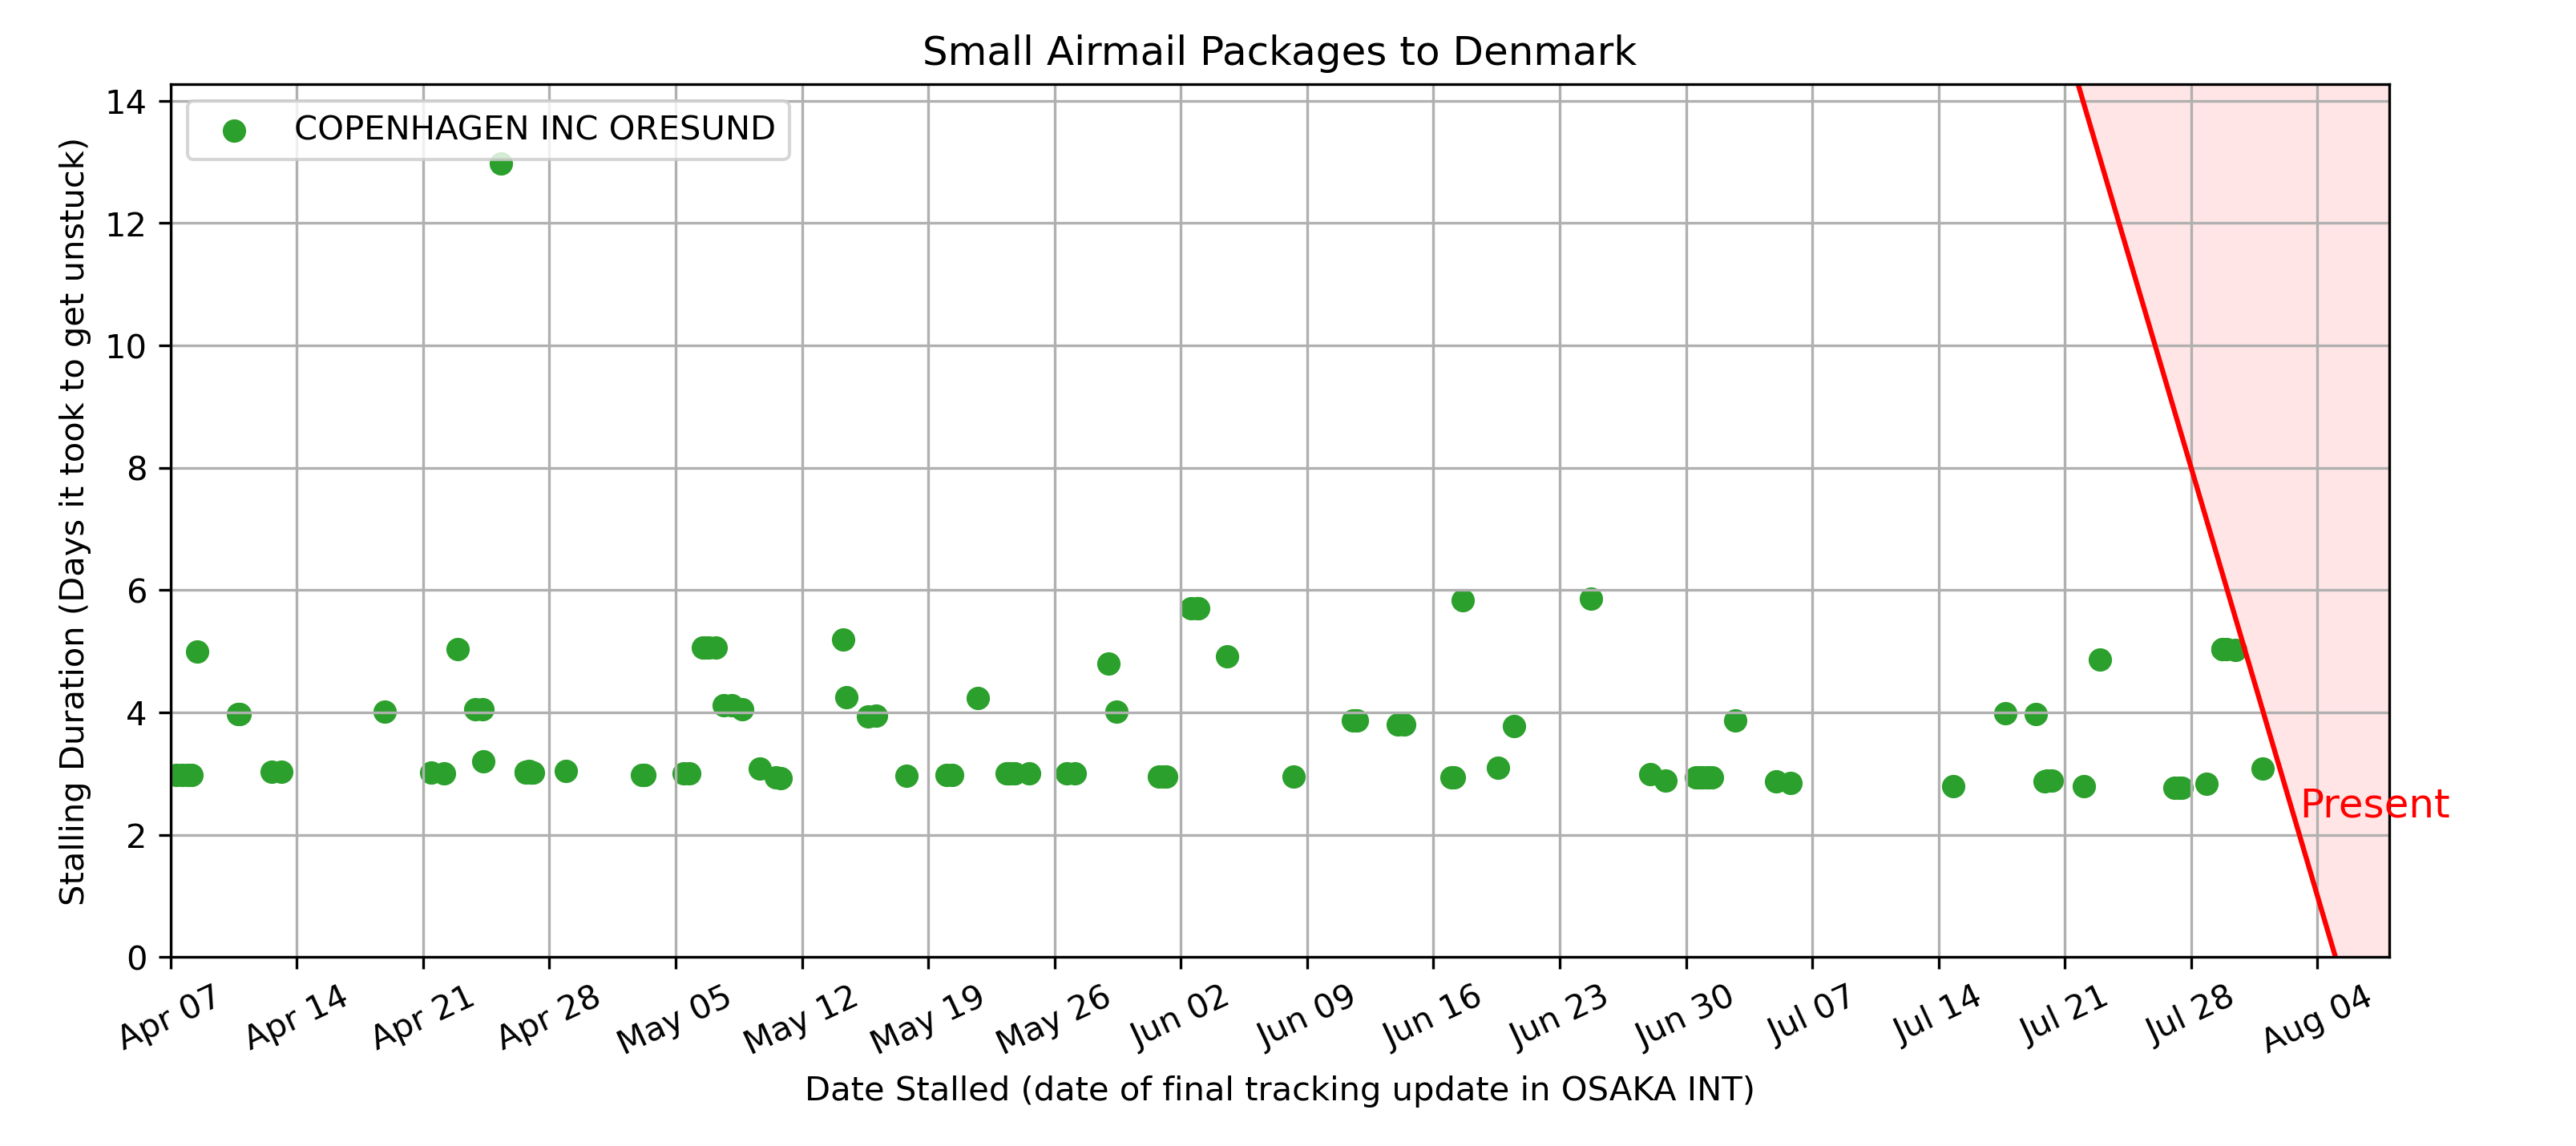 Small Airmail Packages to Denmark
COPENHAGEN INC ORESUND
Stalling Duration (Days it took to get unstuck)
14
12
10
8
6
4
2
0
Present
Apr 07 Apr 14 Apr 21 Apr 28 May 05 May 12 May 19 May 26 Jun 02 Jun 09 Jun 16 Jun 23 Jun 30 Jul 07 Jul 14 Jul 21 Jul 28 Aug 04
Date Stalled (date of final tracking update in OSAKA INT)